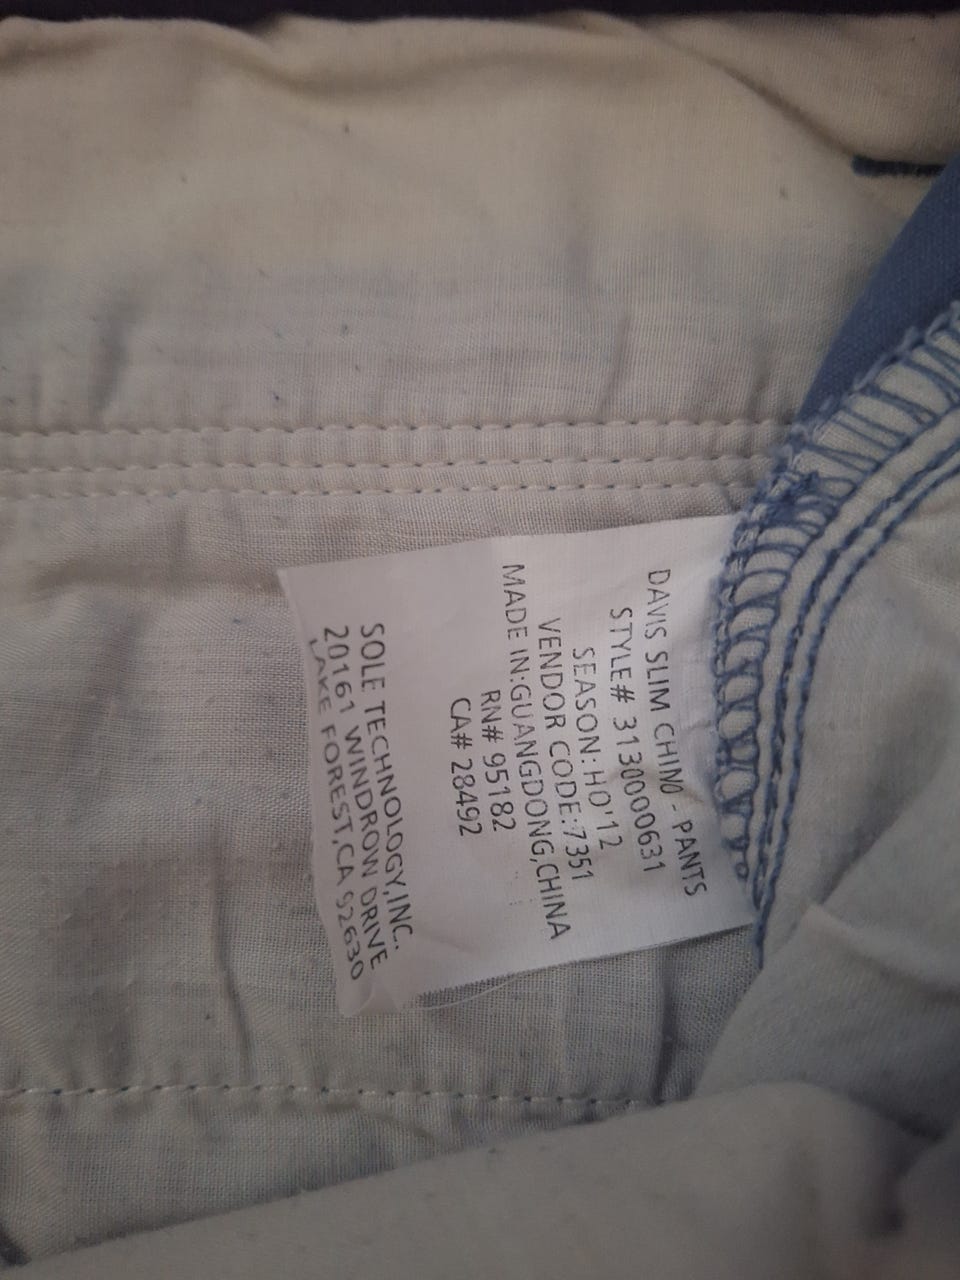 DAVIS SLIM CHINO - PANTS
STYLE# 3130000631
SEASON: HO'12
VENDOR CODE:7351
MADE IN:GUANGDONG,CHINA
RN# 95182
CA# 28492
SOLE TECHNOLOGY,INC.
20161 WINDROW DRIVE
LAKE FOREST,CA 92630